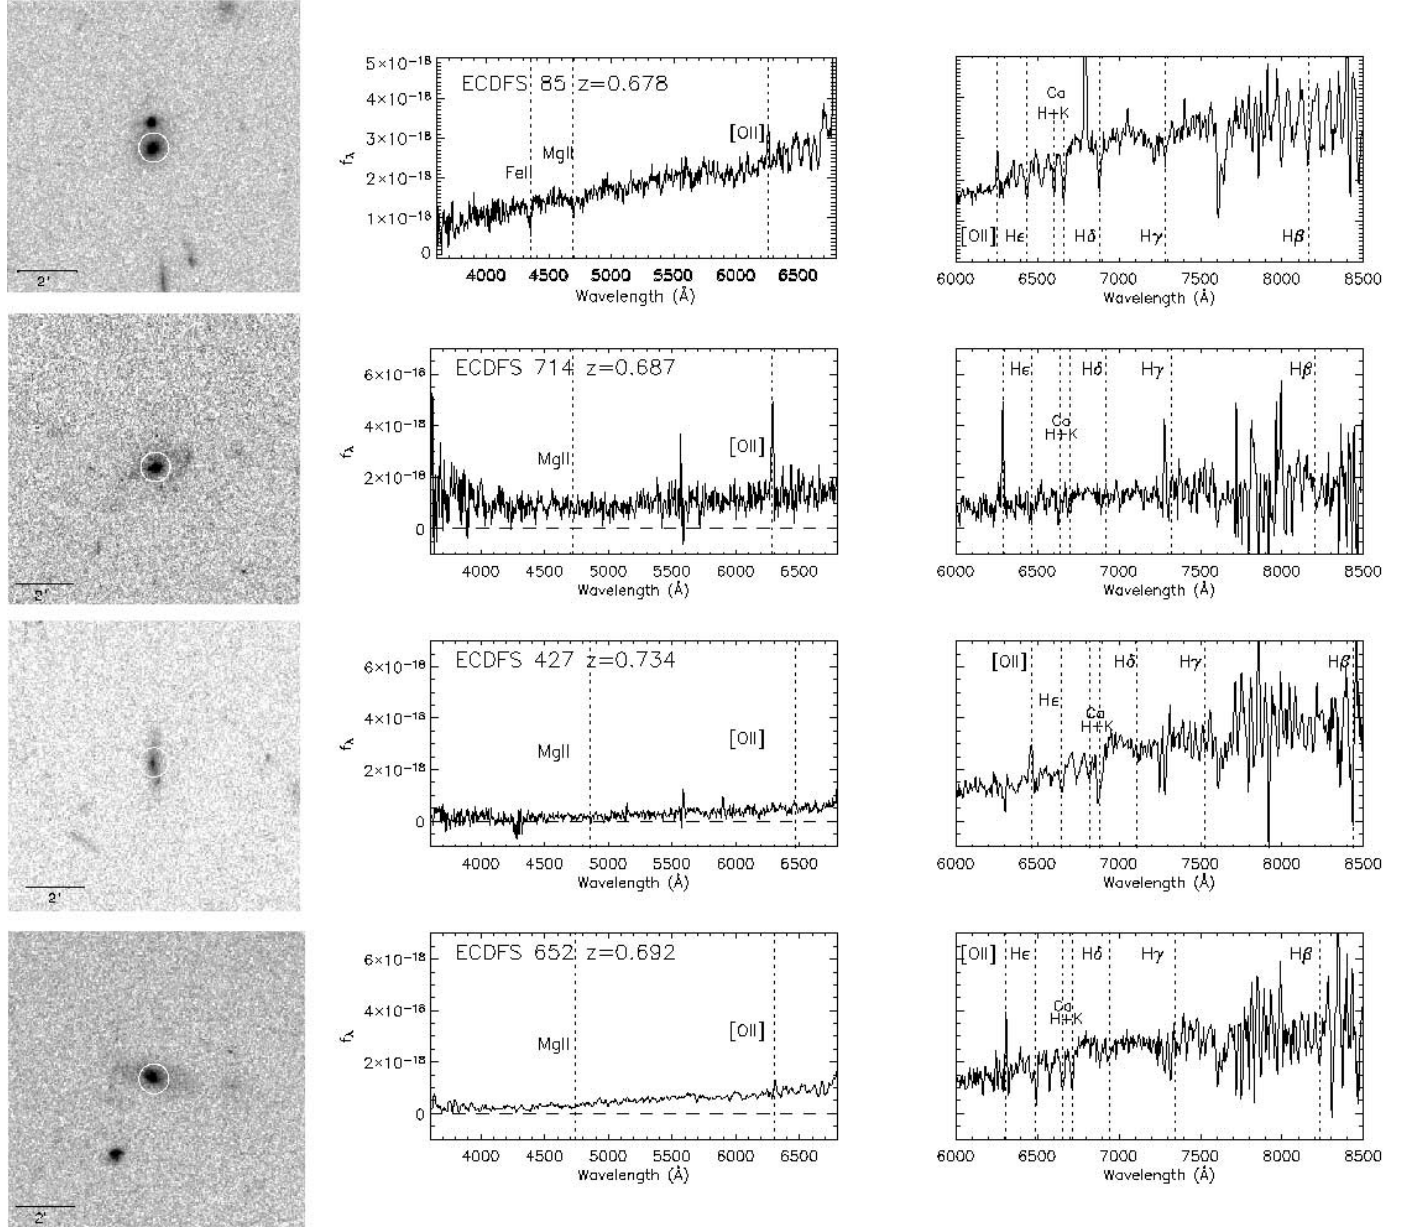 2'
5×10⁻¹⁸
4×10⁻¹⁸
3×10⁻¹⁸
2×10⁻¹⁸
1×10⁻¹⁸
0
fλ
ECDFS 85 z=0.678
[OII]
MgII
FeII
4000 4500 5000 5500 6000 6500
Wavelength (Å)
Ca
H+K
[OII] Hε Hδ Hγ Hβ
6000 6500 7000 7500 8000 8500
Wavelength (Å)
2'
6×10⁻¹⁸
4×10⁻¹⁸
2×10⁻¹⁸
0
fλ
ECDFS 714 z=0.687
[OII]
MgII
4000 4500 5000 5500 6000 6500
Wavelength (Å)
Hε Hδ Hγ Hβ
Ca
H+K
6000 6500 7000 7500 8000 8500
Wavelength (Å)
2'
6×10⁻¹⁸
4×10⁻¹⁸
2×10⁻¹⁸
0
fλ
ECDFS 427 z=0.734
[OII]
MgII
4000 4500 5000 5500 6000 6500
Wavelength (Å)
[OII] Hδ Hγ Hβ
Hε
Ca
H+K
6000 6500 7000 7500 8000 8500
Wavelength (Å)
2'
6×10⁻¹⁸
4×10⁻¹⁸
2×10⁻¹⁸
0
fλ
ECDFS 652 z=0.692
[OII]
MgII
4000 4500 5000 5500 6000 6500
Wavelength (Å)
[OII] Hε Hδ Hγ Hβ
Ca
H+K
6000 6500 7000 7500 8000 8500
Wavelength (Å)